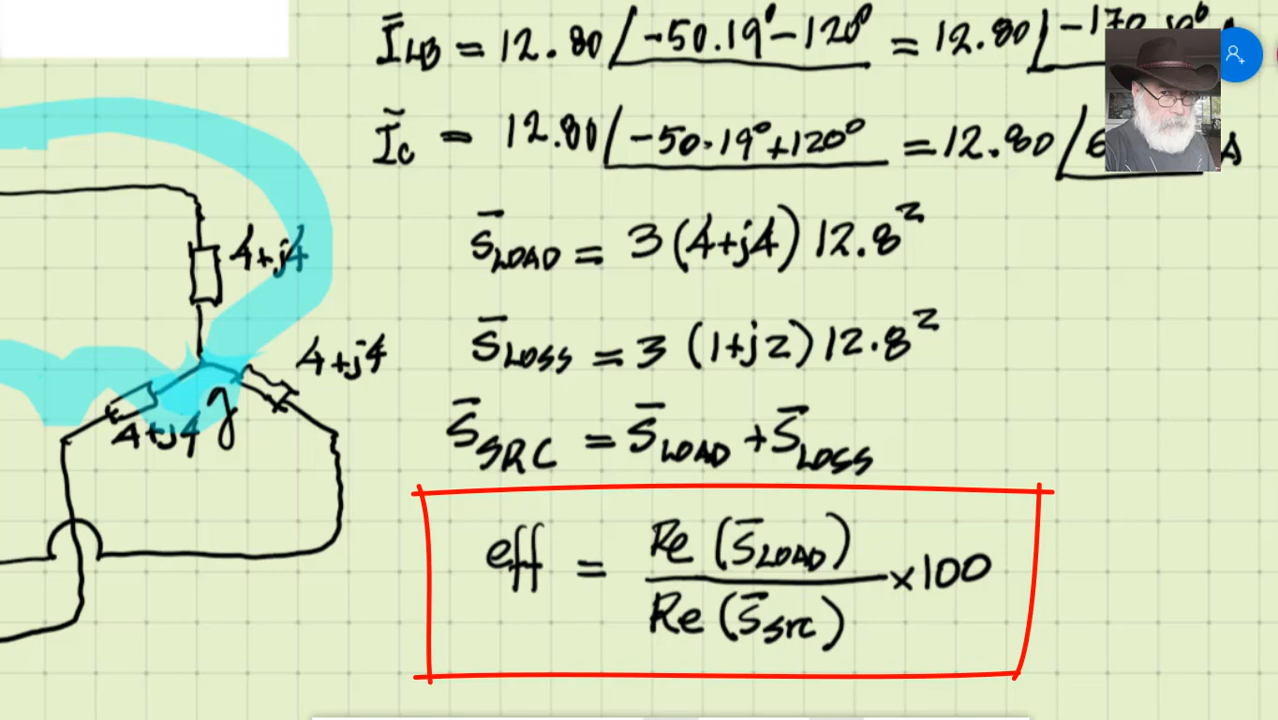 ĨLB = 12.80 /-50.19° - 120° = 12.80 /-170.19° A
Ĩc = 12.80 /-50.19° + 120° = 12.80 /6 A
4+j4
S̄LOAD = 3 (4+j4) 12.8²
4+j4
S̄LOSS = 3 (1+j2) 12.8²
4+j4
S̄SRC = S̄LOAD + S̄LOSS
eff = Re (S̄LOAD) / Re (S̄src) × 100